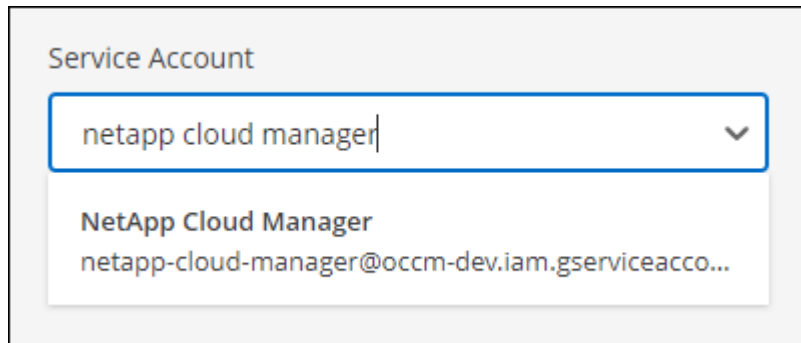 Service Account
netapp cloud manager
NetApp Cloud Manager
netapp-cloud-manager@occm-dev.iam.gserviceacco...